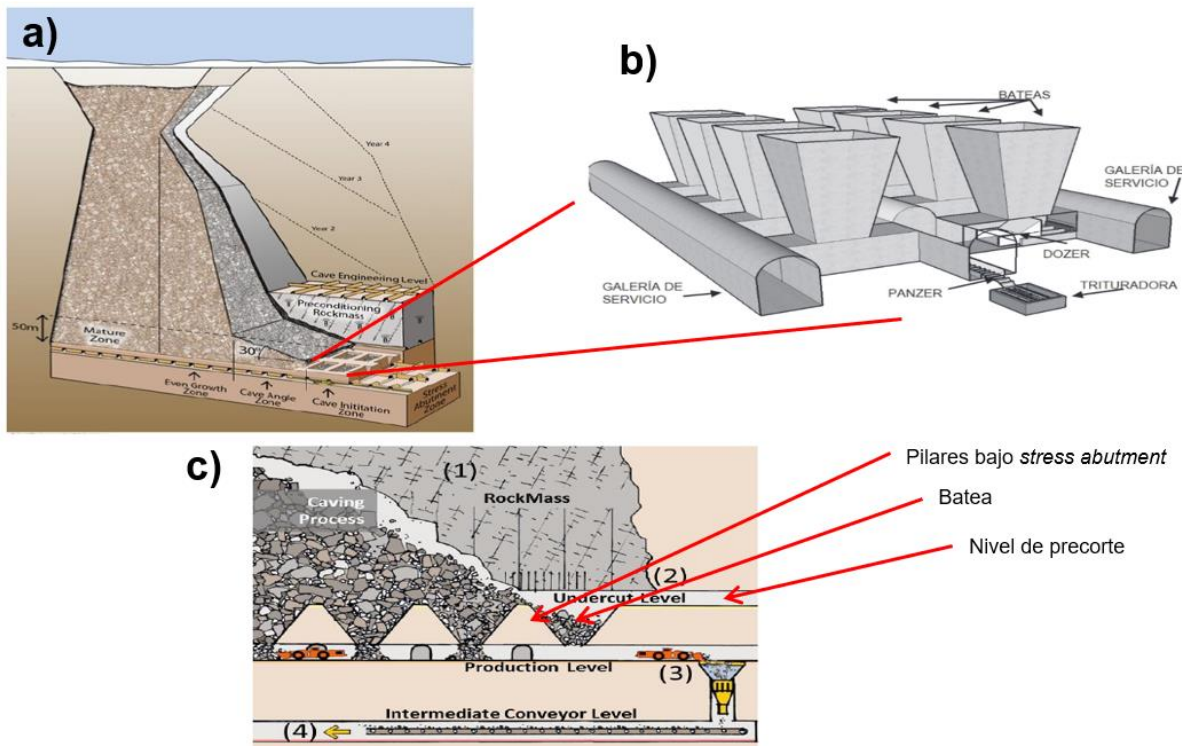 a)
Year 4
Year 3
Year 2
Cave Engineering Level
Preconditioning
Rockmass
50m
Mature
Zone
30°
Even Growth
Zone
Cave Angle
Zone
Cave Inititation
Zone
Stress
Abutment
Zone
b)
BATEAS
GALERÍA DE
SERVICIO
DOZER
PANZER
TRITURADORA
GALERÍA DE
SERVICIO
c)
(1)
RockMass
Caving
Process
(2)
Undercut Level
Production Level
(3)
Intermediate Conveyor Level
(4)
Pilares bajo stress abutment
Batea
Nivel de precorte